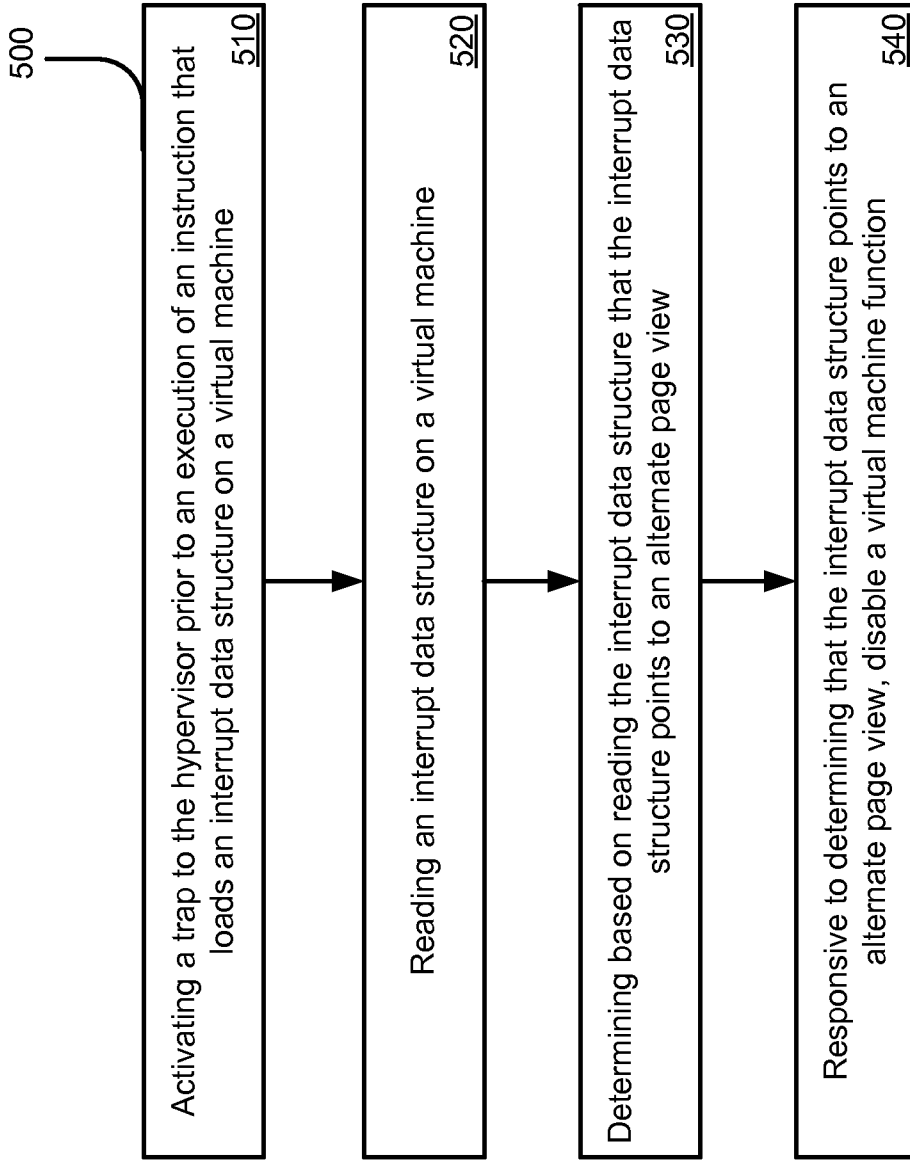 500
Activating a trap to the hypervisor prior to an execution of an instruction that
loads an interrupt data structure on a virtual machine
510
Reading an interrupt data structure on a virtual machine
520
Determining based on reading the interrupt data structure that the interrupt data
structure points to an alternate page view
530
Responsive to determining that the interrupt data structure points to an
alternate page view, disable a virtual machine function
540